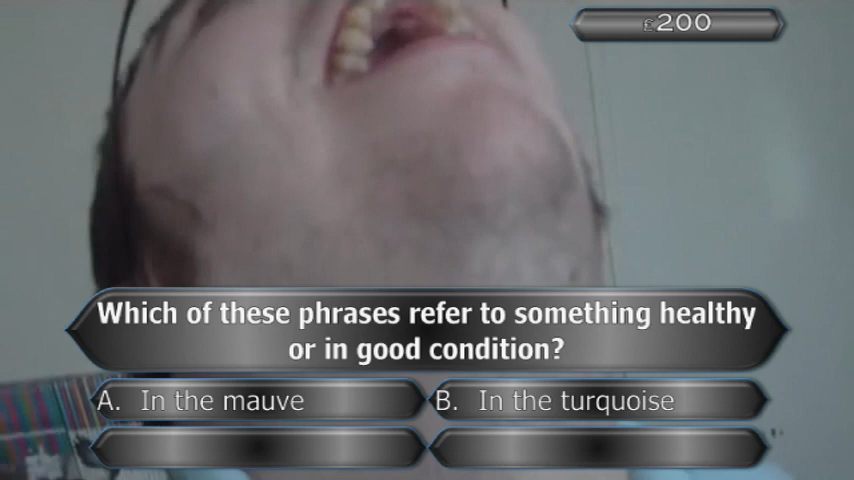 £200
Which of these phrases refer to something healthy
or in good condition?
A. In the mauve
B. In the turquoise